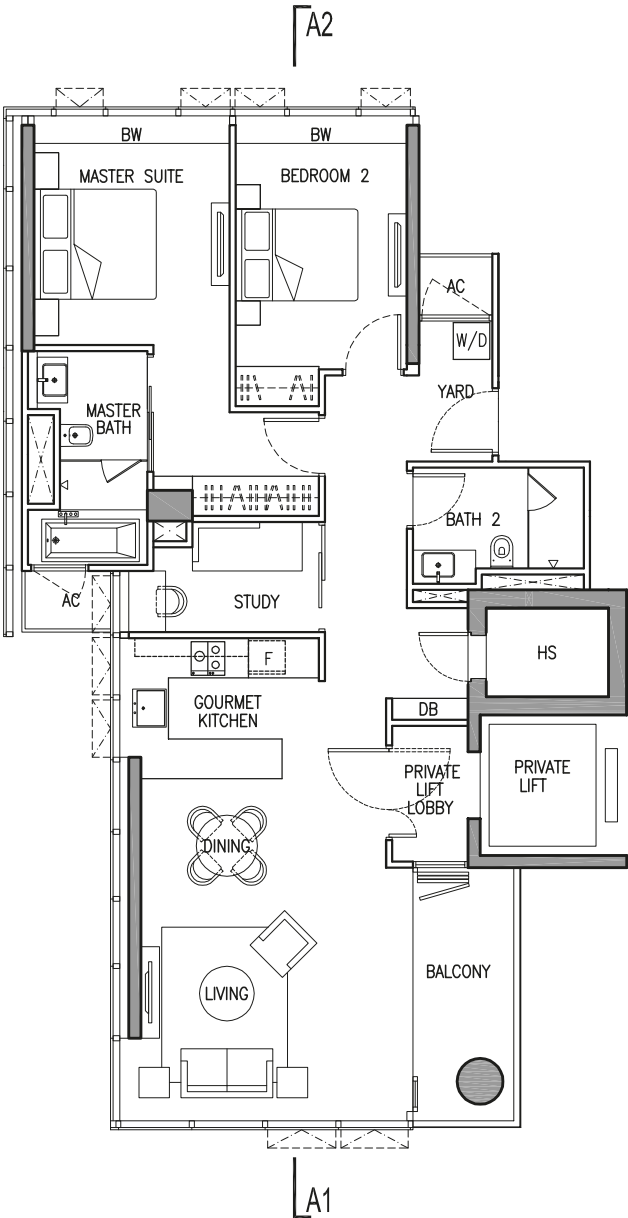 A2
BW
BW
MASTER SUITE
BEDROOM 2
AC
W/D
YARD
MASTER
BATH
BATH 2
AC
STUDY
HS
F
GOURMET
KITCHEN
DB
PRIVATE
LIFT
LOBBY
PRIVATE
LIFT
DINING
BALCONY
LIVING
A1